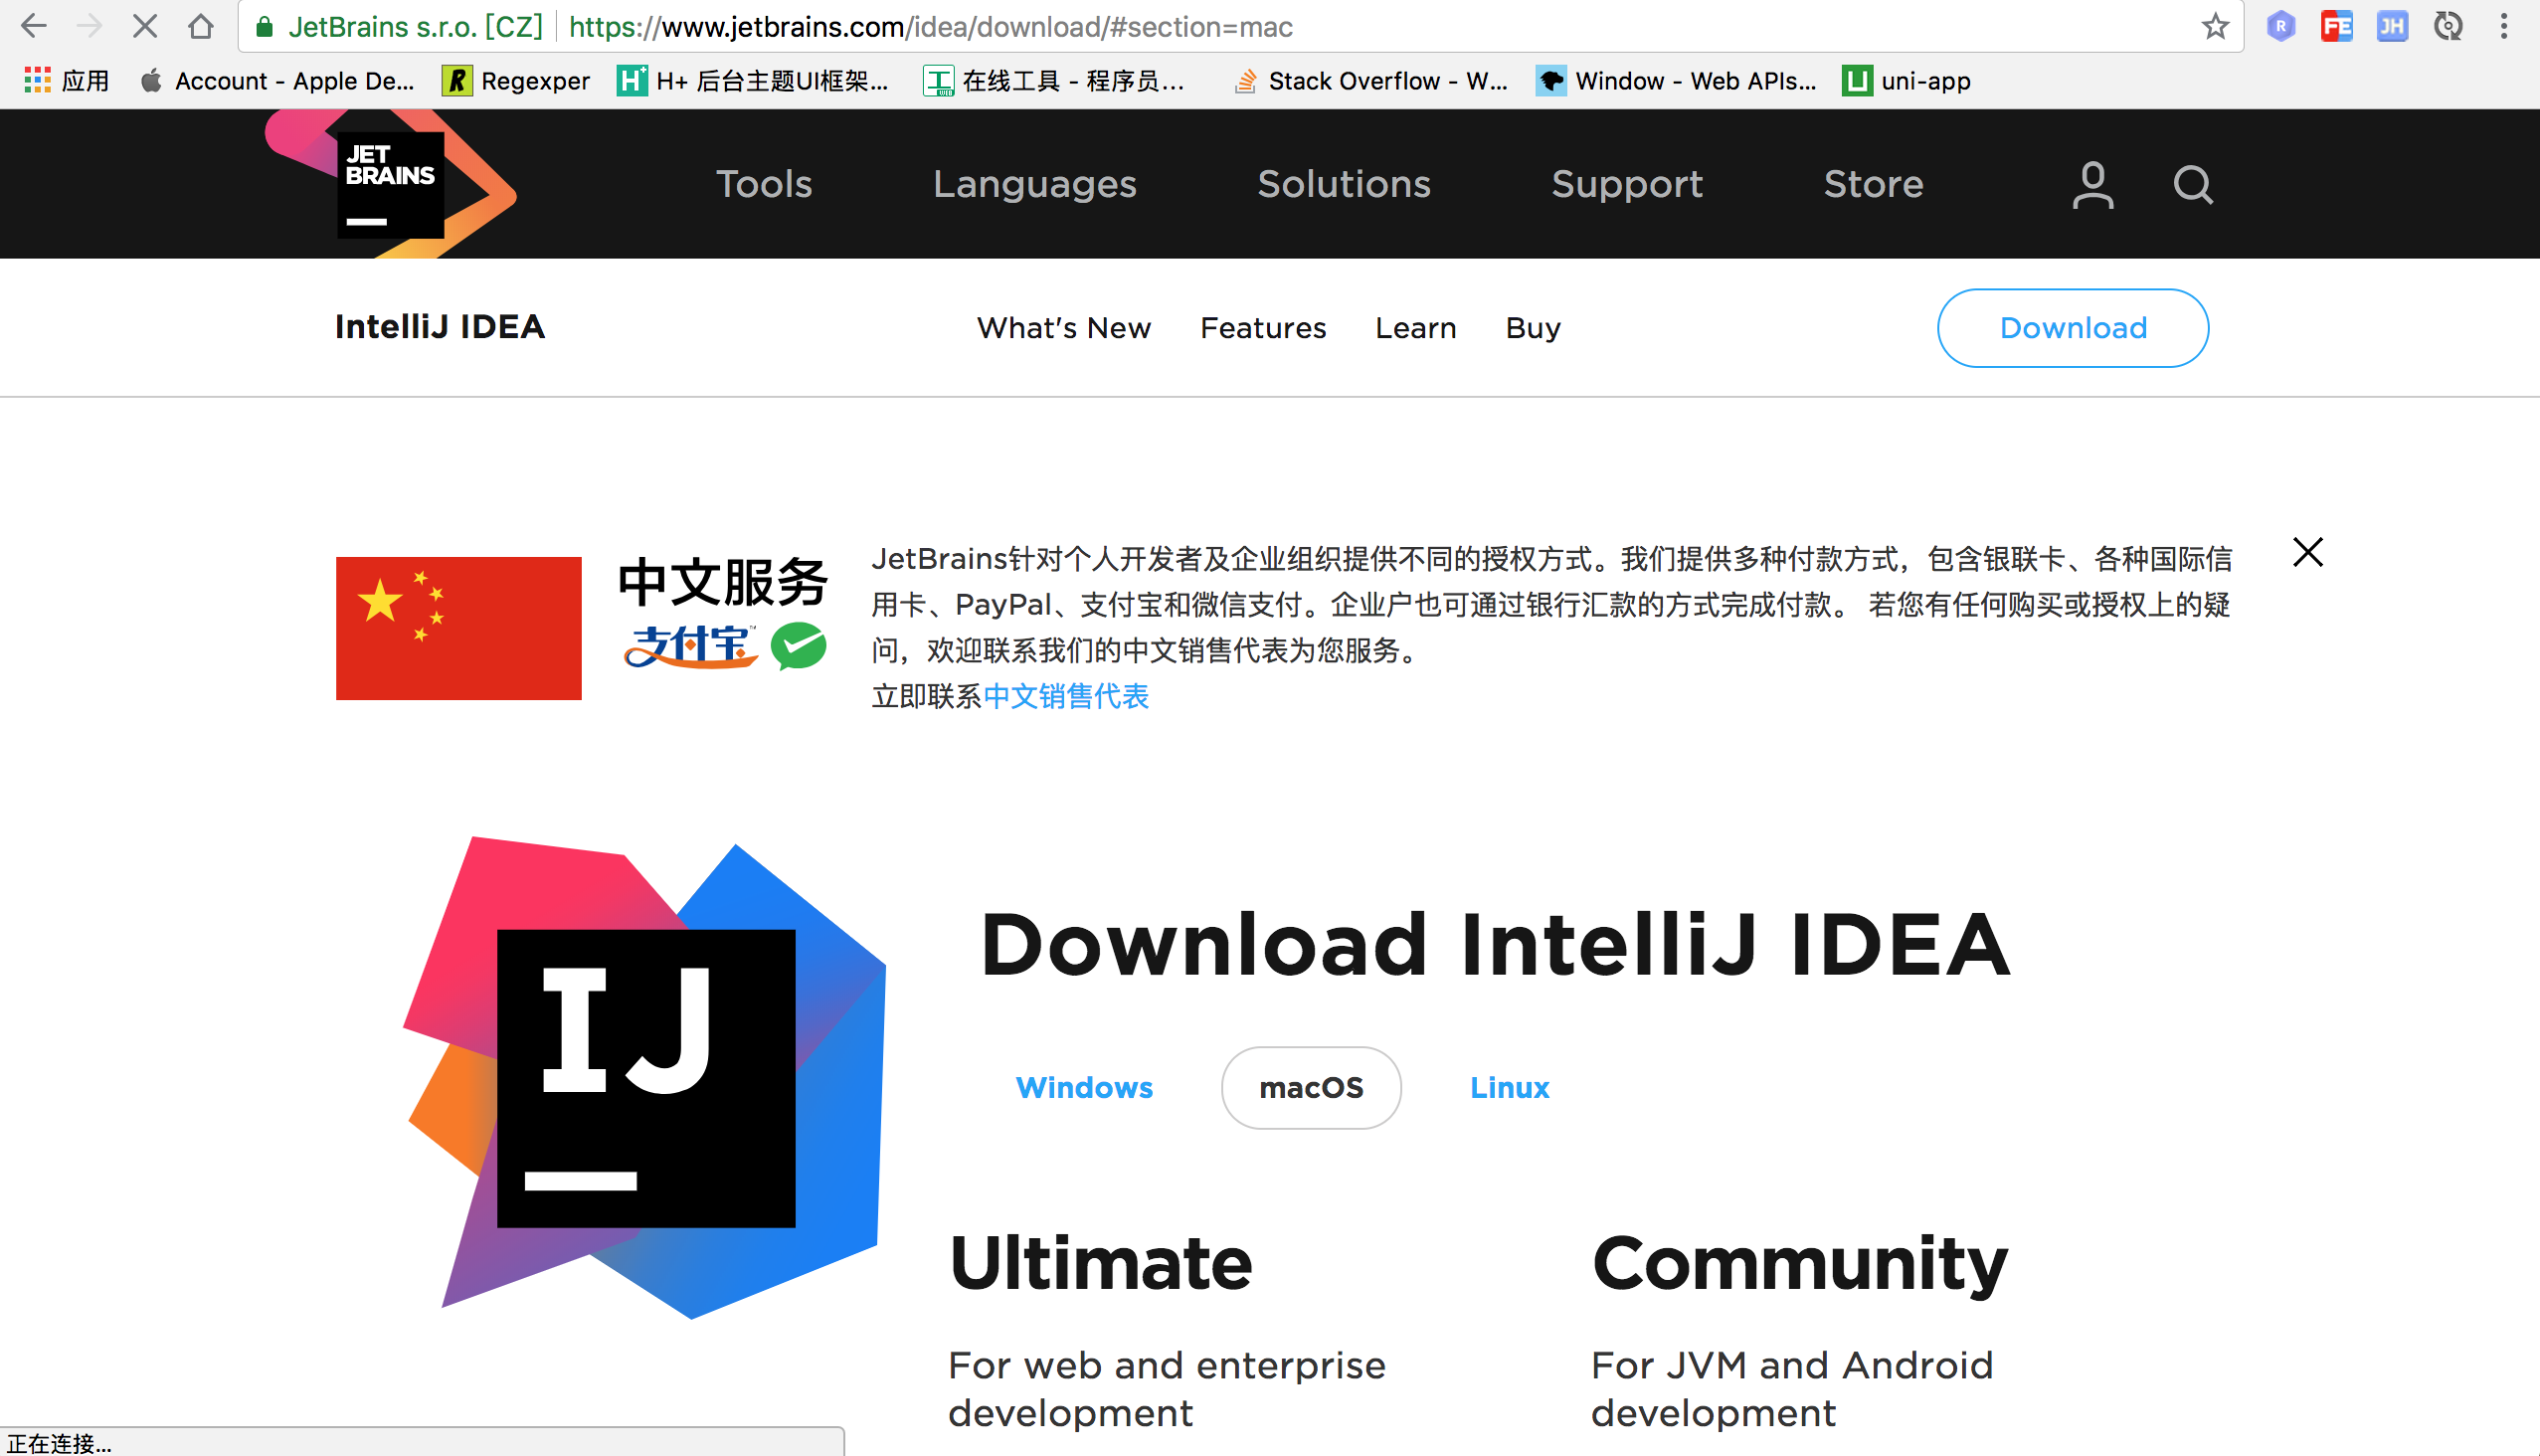 JetBrains s.r.o. [CZ] https://www.jetbrains.com/idea/download/#section=mac
R FE JH
应用 Account - Apple De... R Regexper H+ H+ 后台主题UI框架... 工 在线工具 - 程序员... Stack Overflow - W... Window - Web APIs... U uni-app
JET
BRAINS
Tools Languages Solutions Support Store
IntelliJ IDEA What's New Features Learn Buy Download
中文服务
支付宝
JetBrains针对个人开发者及企业组织提供不同的授权方式。我们提供多种付款方式，包含银联卡、各种国际信
用卡、PayPal、支付宝和微信支付。企业户也可通过银行汇款的方式完成付款。 若您有任何购买或授权上的疑
问，欢迎联系我们的中文销售代表为您服务。
立即联系中文销售代表
IJ
Download IntelliJ IDEA
Windows macOS Linux
Ultimate
For web and enterprise
development
Community
For JVM and Android
development
正在连接...